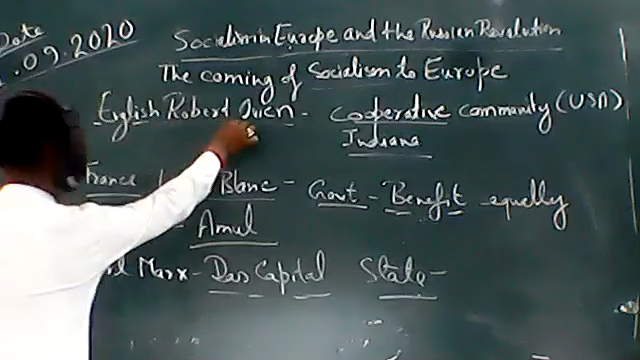 Date
.09.2020
Socialism in Europe and the Russian Revolution
The coming of Socialism to Europe
English Robert Owen - cooperative community (USA)
Indiana
France Blanc - Govt - Benefit equally
- Amul
Marx - Das Capital State -